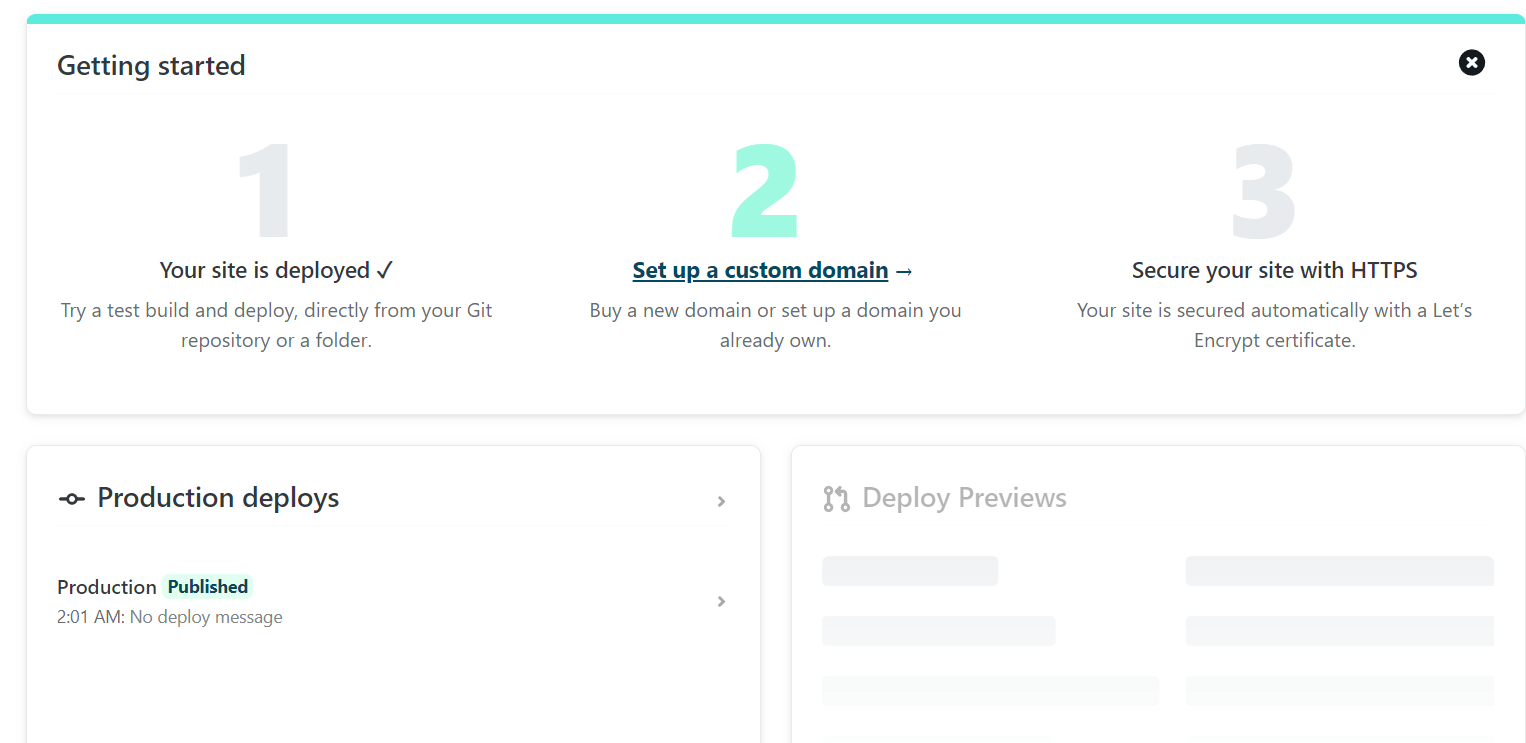 Getting started
1
2
3
Your site is deployed ✓
Set up a custom domain →
Secure your site with HTTPS
Try a test build and deploy, directly from your Git
repository or a folder.
Buy a new domain or set up a domain you
already own.
Your site is secured automatically with a Let’s
Encrypt certificate.
Production deploys
Deploy Previews
Production Published
2:01 AM: No deploy message